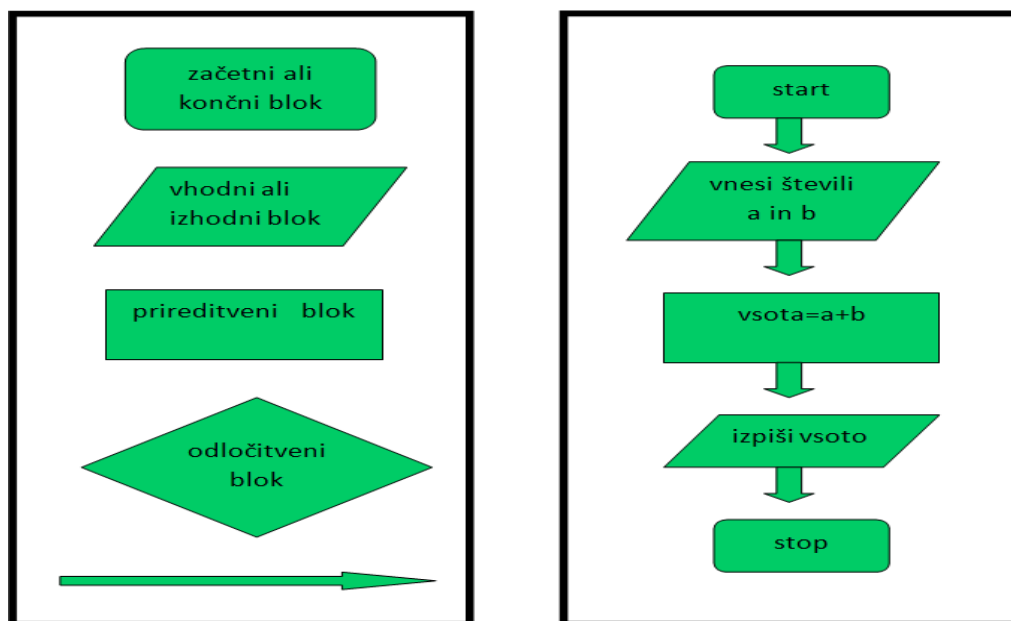 začetni ali
končni blok
vhodni ali
izhodni blok
prireditveni blok
odločitveni
blok
start
vnesi števili
a in b
vsota=a+b
izpiši vsoto
stop